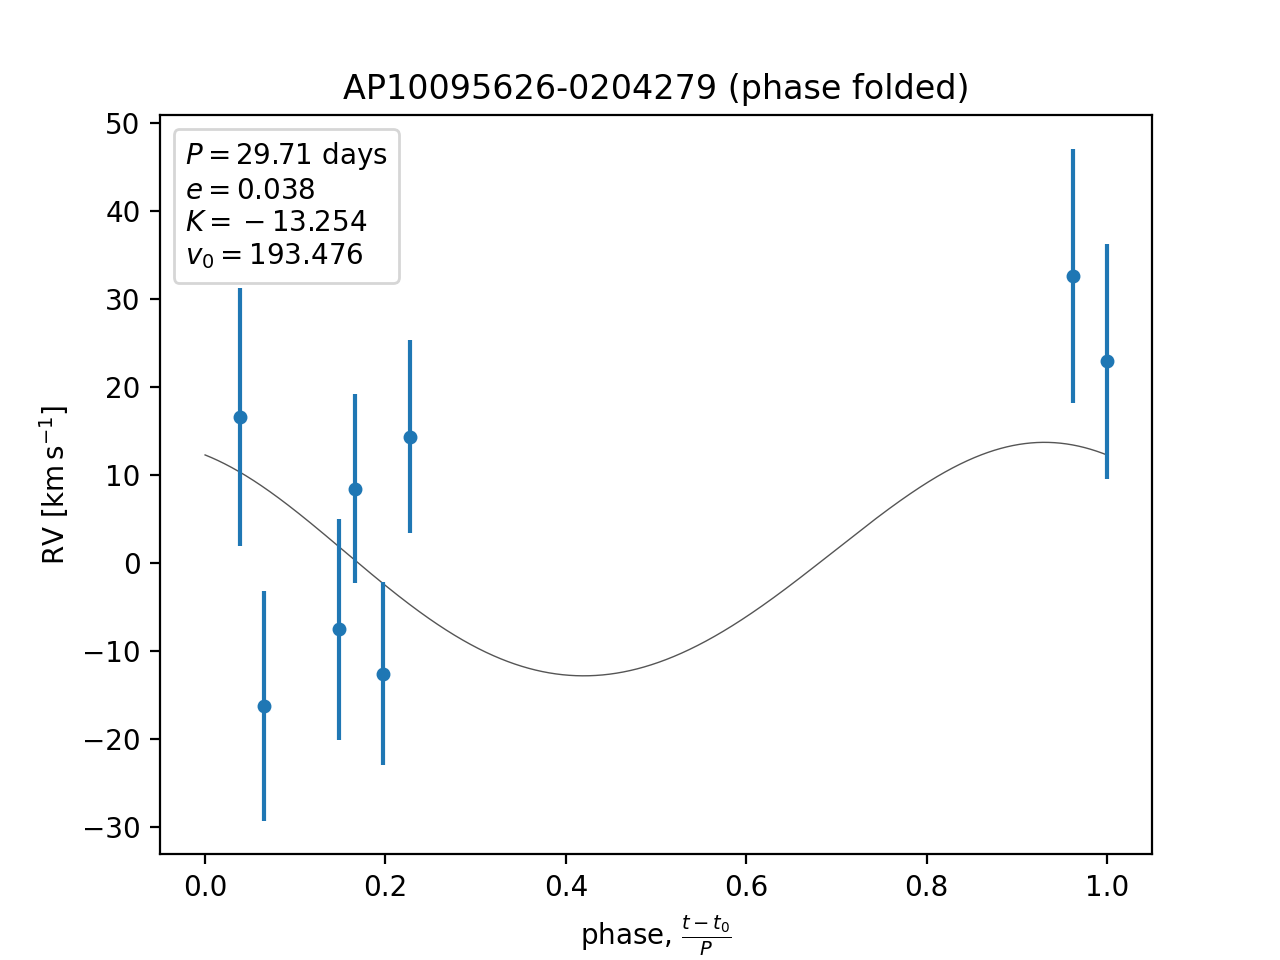 AP10095626-0204279 (phase folded)
P = 29.71 days
e = 0.038
K = −13.254
v₀ = 193.476
50
40
30
20
10
0
−10
−20
−30
RV [km s⁻¹]
0.0 0.2 0.4 0.6 0.8 1.0
phase, (t − t₀)/P